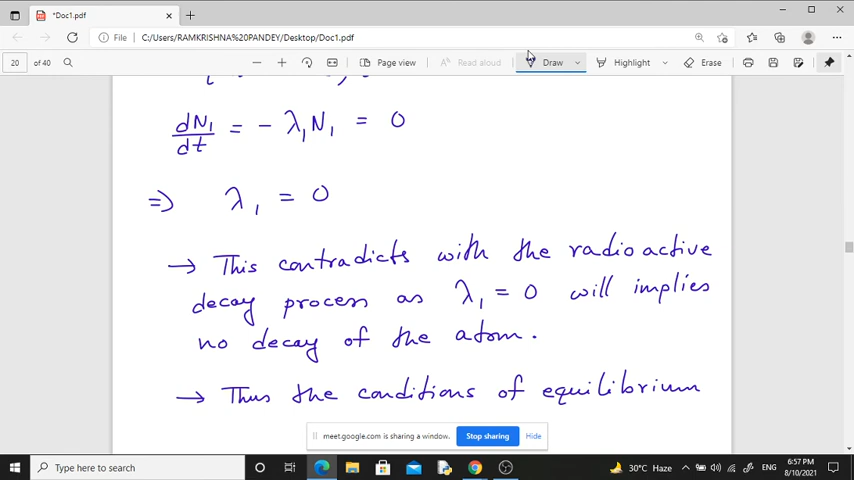 *Doc1.pdf
File C:/Users/RAMKRISHNA%20PANDEY/Desktop/Doc1.pdf
20 of 40 Page view Read aloud Draw Highlight Erase
dN₁/dt = - λ₁N₁ = 0
⇒ λ₁ = 0
→ This contradicts with the radioactive
decay process as λ₁ = 0 will implies
no decay of the atom.
→ Thus the conditions of equilibrium
meet.google.com is sharing a window. Stop sharing Hide
Type here to search 30°C Haze ENG 6:57 PM
8/10/2021